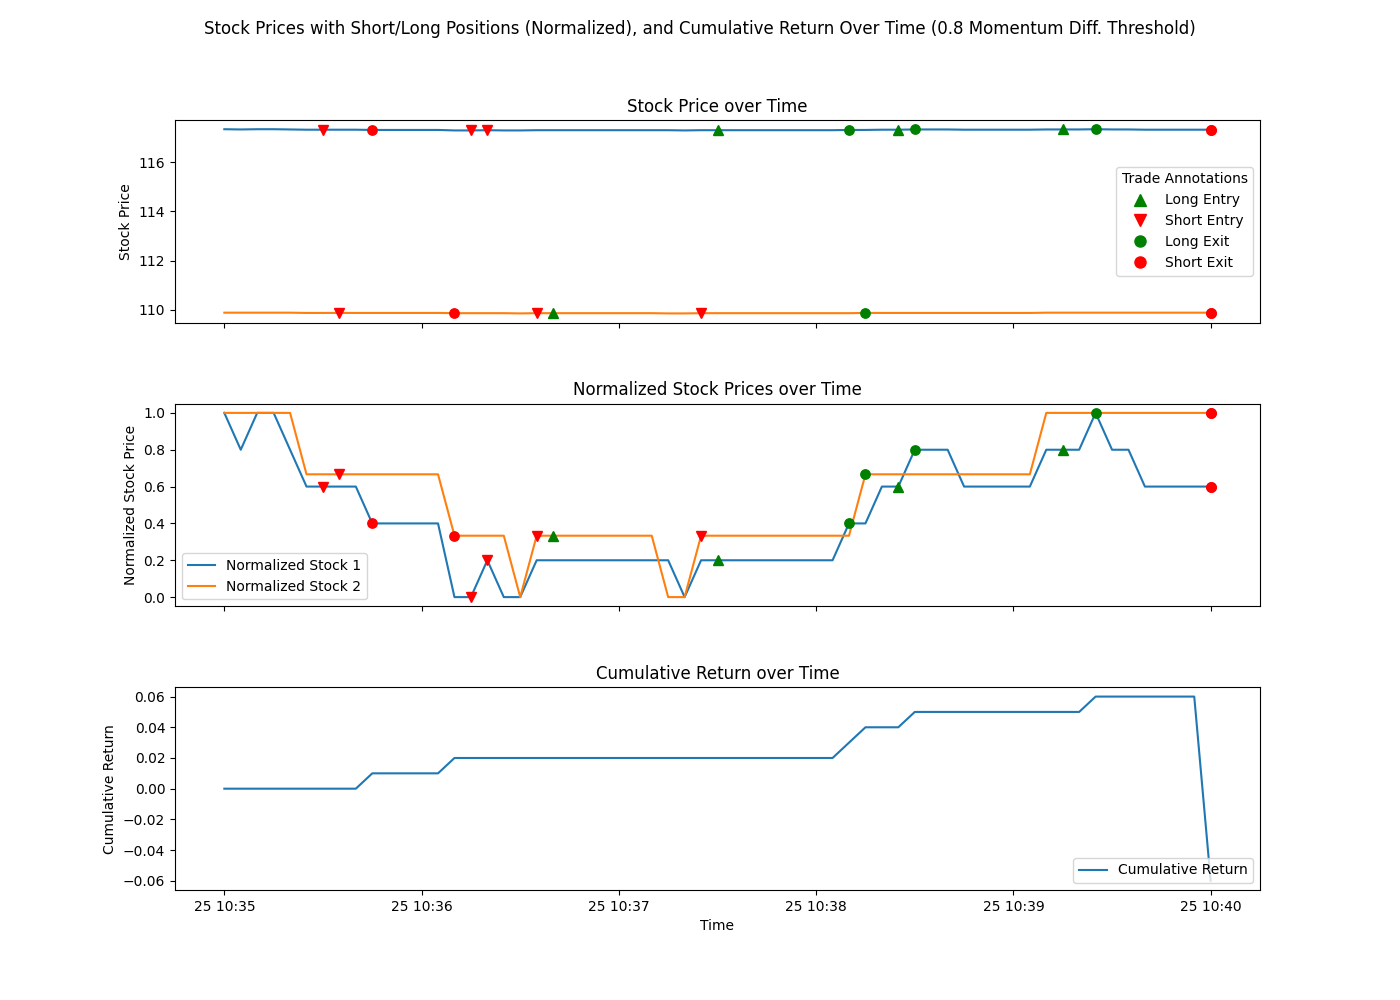 Stock Prices with Short/Long Positions (Normalized), and Cumulative Return Over Time (0.8 Momentum Diff. Threshold)
Stock Price over Time
Stock Price
116
114
112
110
Trade Annotations
Long Entry
Short Entry
Long Exit
Short Exit
Normalized Stock Prices over Time
Normalized Stock Price
1.0
0.8
0.6
0.4
0.2
0.0
Normalized Stock 1
Normalized Stock 2
Cumulative Return over Time
Cumulative Return
0.06
0.04
0.02
0.00
−0.02
−0.04
−0.06
Cumulative Return
25 10:35 25 10:36 25 10:37 25 10:38 25 10:39 25 10:40
Time